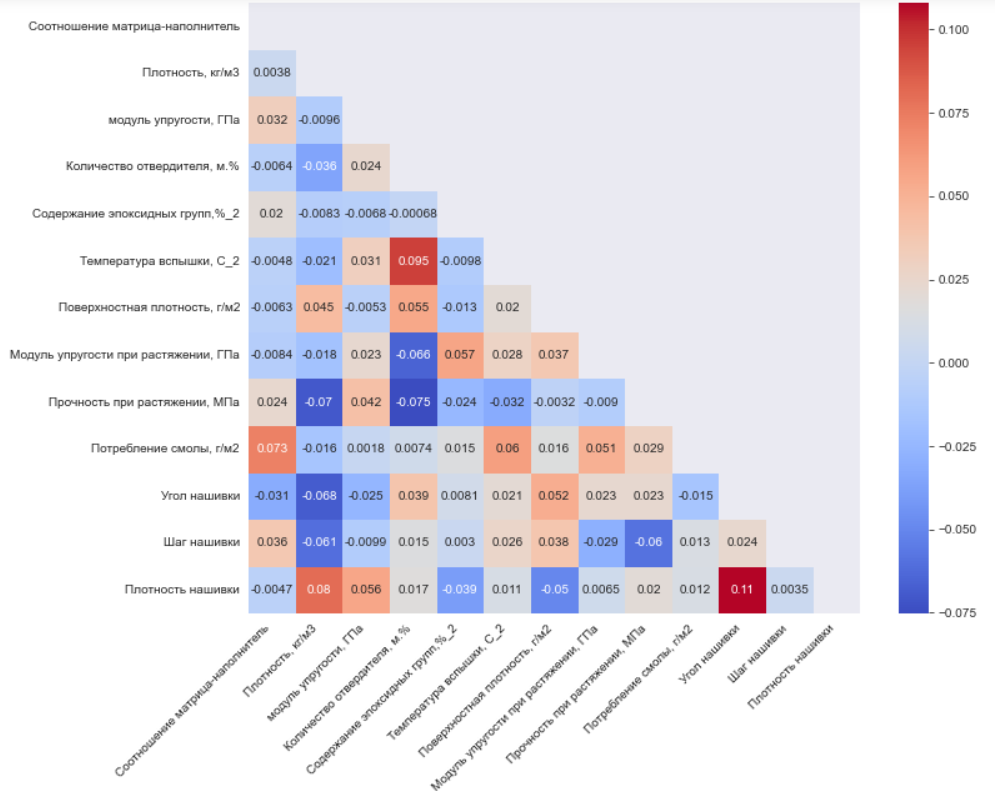 Соотношение матрица-наполнитель
Плотность, кг/м3 0.0038
модуль упругости, ГПа 0.032 -0.0096
Количество отвердителя, м.% -0.0064 -0.036 0.024
Содержание эпоксидных групп,%_2 0.02 -0.0083 -0.0068 -0.00068
Температура вспышки, С_2 -0.0048 -0.021 0.031 0.095 -0.0098
Поверхностная плотность, г/м2 -0.0063 0.045 -0.0053 0.055 -0.013 0.02
Модуль упругости при растяжении, ГПа -0.0084 -0.018 0.023 -0.066 0.057 0.028 0.037
Прочность при растяжении, МПа 0.024 -0.07 0.042 -0.075 -0.024 -0.032 -0.0032 -0.009
Потребление смолы, г/м2 0.073 -0.016 0.0018 0.0074 0.015 0.06 0.016 0.051 0.029
Угол нашивки -0.031 -0.068 -0.025 0.039 0.0081 0.021 0.052 0.023 0.023 -0.015
Шаг нашивки 0.036 -0.061 -0.0099 0.015 0.003 0.026 0.038 -0.029 -0.06 0.013 0.024
Плотность нашивки -0.0047 0.08 0.056 0.017 -0.039 0.011 -0.05 0.0065 0.02 0.012 0.11 0.0035
Соотношение матрица-наполнитель
Плотность, кг/м3
модуль упругости, ГПа
Количество отвердителя, м.%
Содержание эпоксидных групп,%_2
Температура вспышки, С_2
Поверхностная плотность, г/м2
Модуль упругости при растяжении, ГПа
Прочность при растяжении, МПа
Потребление смолы, г/м2
Угол нашивки
Шаг нашивки
Плотность нашивки
0.100
0.075
0.050
0.025
0.000
-0.025
-0.050
-0.075